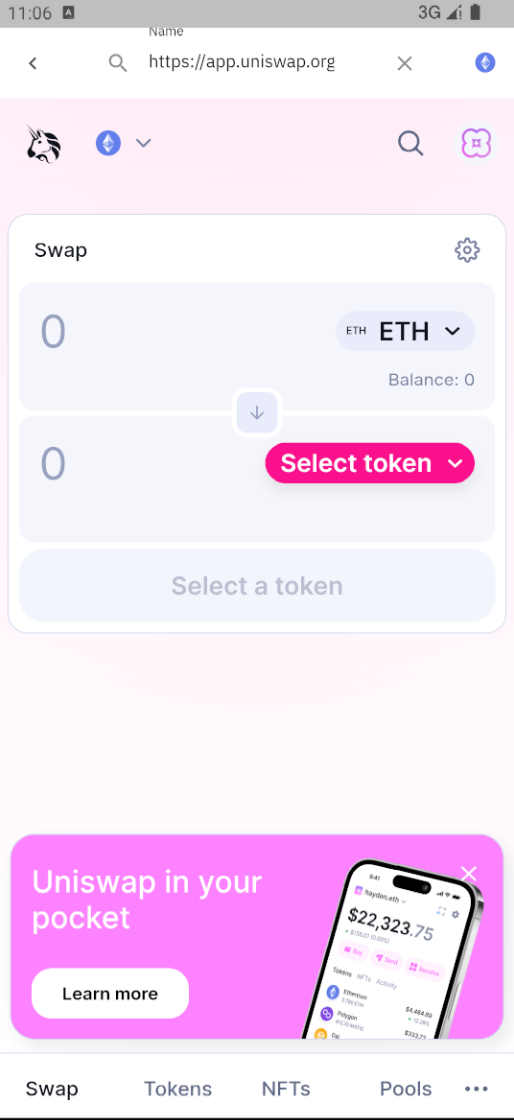 11:06 A 3G
Name
https://app.uniswap.org
Swap
0
ETH ETH
Balance: 0
0
Select token
Select a token
Uniswap in your
pocket
Learn more
9:41
hayden.eth
$22,323.75
Buy Send Receive
Tokens NFTs Activity
Ethereum
$4,484.89
Polygon
Swap Tokens NFTs Pools